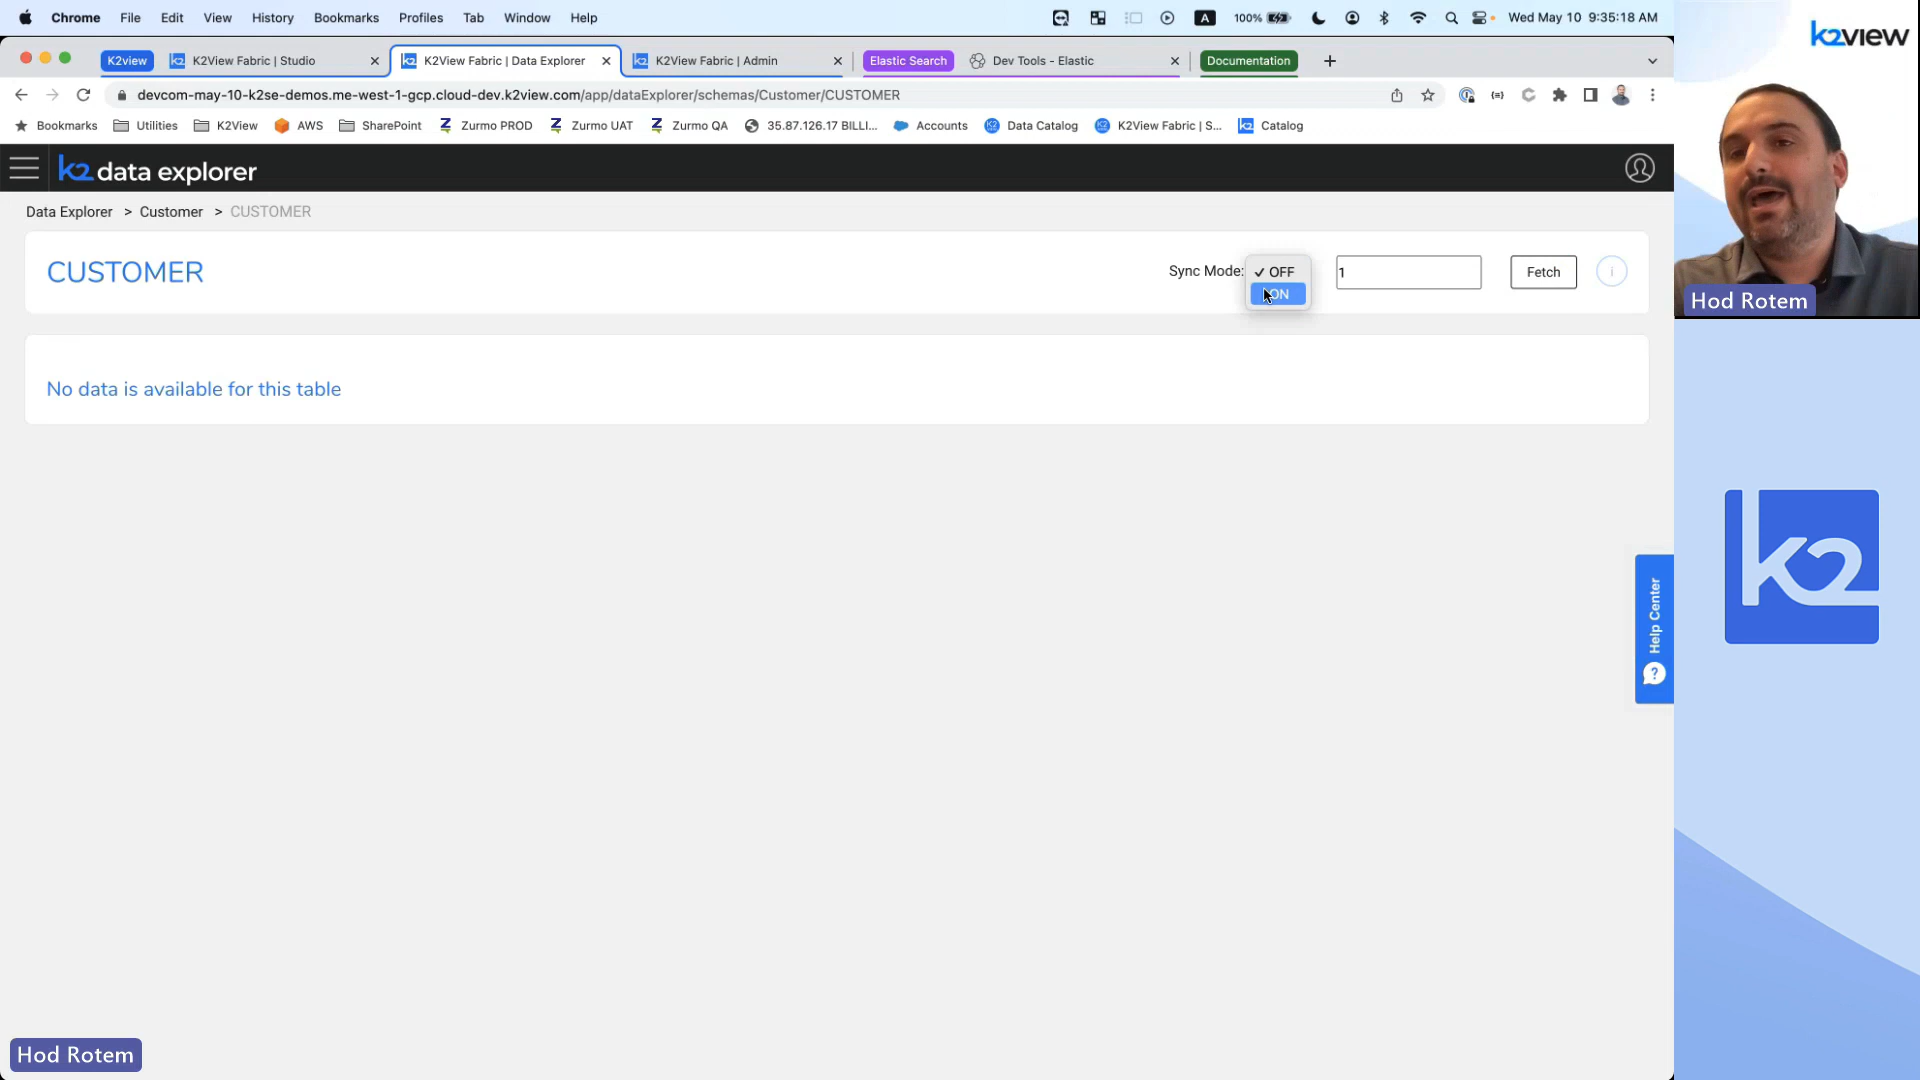 Chrome File Edit View History Bookmarks Profiles Tab Window Help
A 100% Wed May 10 9:35:18 AM
K2view K2View Fabric | Studio K2View Fabric | Data Explorer K2View Fabric | Admin Elastic Search Dev Tools - Elastic Documentation
devcom-may-10-k2se-demos.me-west-1-gcp.cloud-dev.k2view.com/app/dataExplorer/schemas/Customer/CUSTOMER
Bookmarks Utilities K2View AWS SharePoint Zurmo PROD Zurmo UAT Zurmo QA 35.87.126.17 BILLI... Accounts Data Catalog K2View Fabric | S... Catalog
k2 data explorer
Data Explorer > Customer > CUSTOMER
CUSTOMER
Sync Mode: ✓ OFF
ON
1
Fetch
i
No data is available for this table
Help Center
?
k2view
Hod Rotem
k2
Hod Rotem